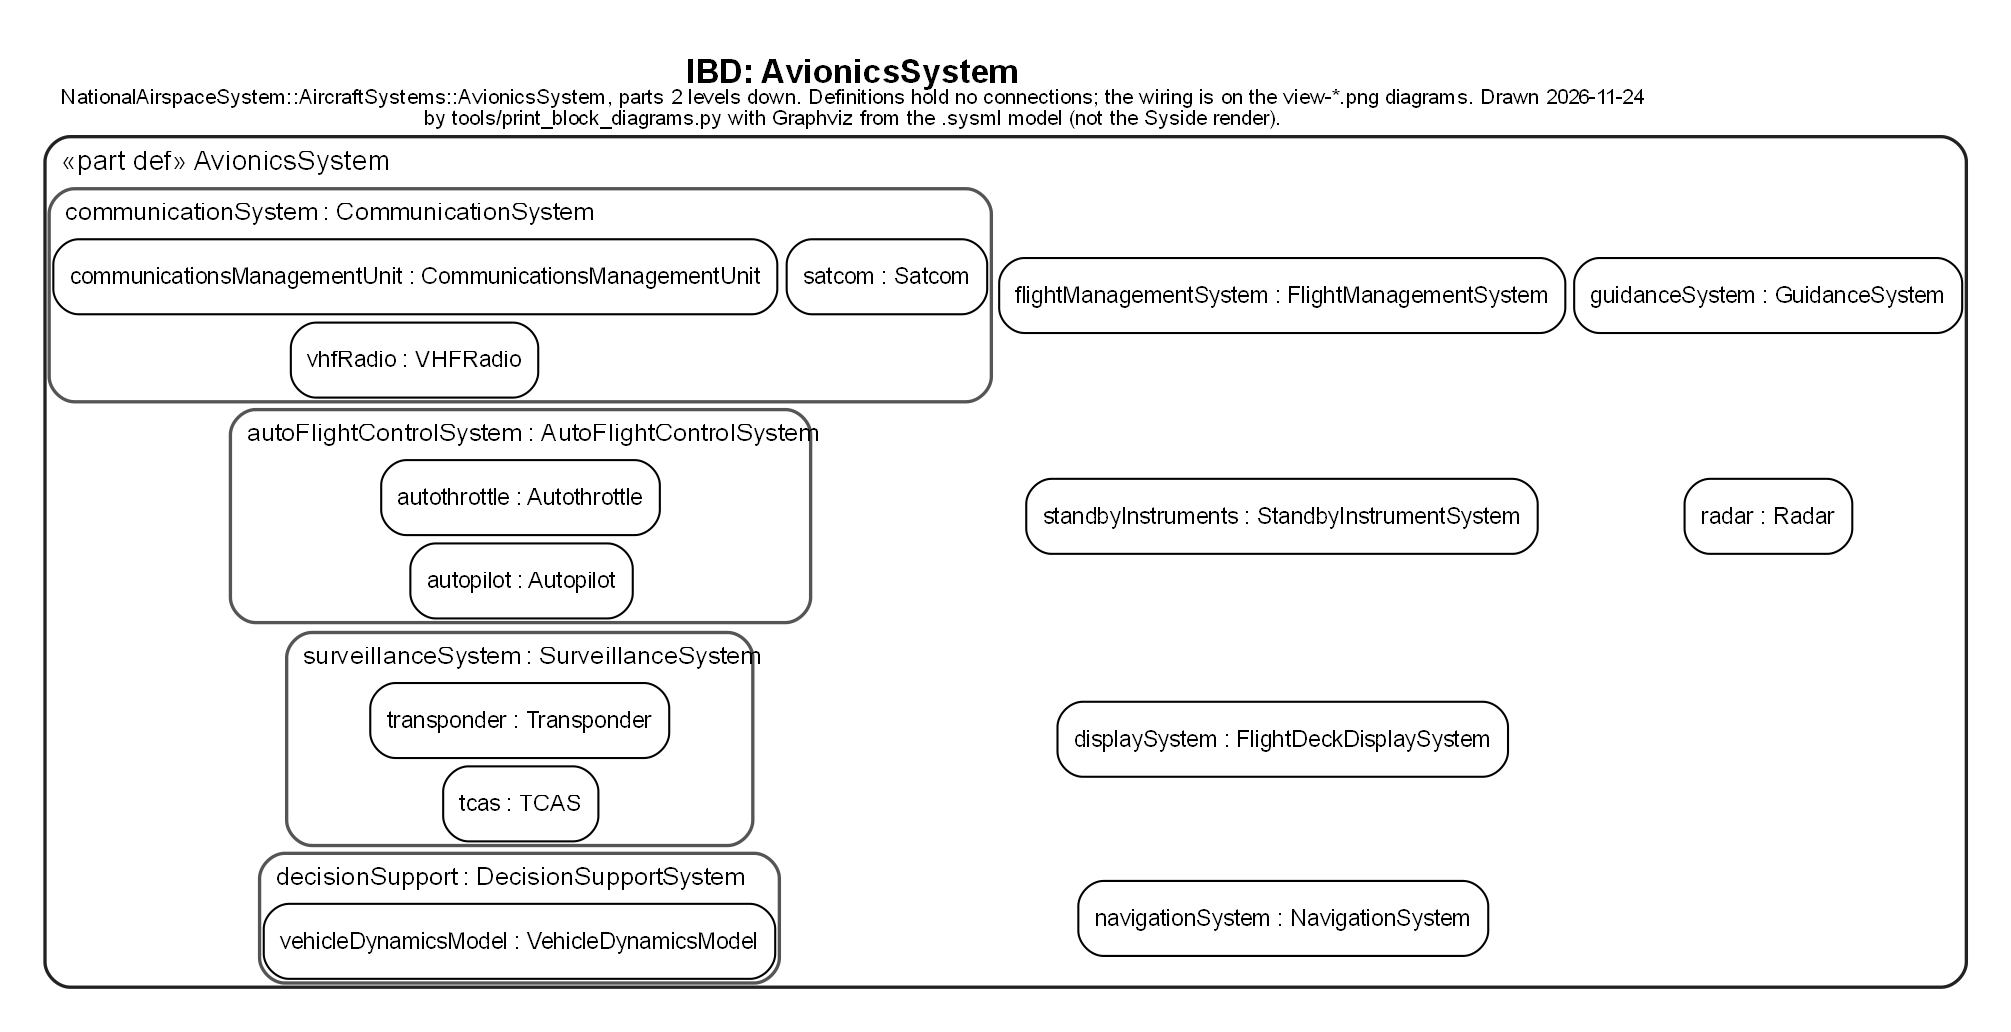 IBD: AvionicsSystem
NationalAirspaceSystem::AircraftSystems::AvionicsSystem, parts 2 levels down. Definitions hold no connections; the wiring is on the view-*.png diagrams. Drawn 2026-11-24
by tools/print_block_diagrams.py with Graphviz from the .sysml model (not the Syside render).
«part def» AvionicsSystem
communicationSystem : CommunicationSystem
communicationsManagementUnit : CommunicationsManagementUnit
satcom : Satcom
vhfRadio : VHFRadio
flightManagementSystem : FlightManagementSystem
guidanceSystem : GuidanceSystem
autoFlightControlSystem : AutoFlightControlSystem
autothrottle : Autothrottle
autopilot : Autopilot
standbyInstruments : StandbyInstrumentSystem
radar : Radar
surveillanceSystem : SurveillanceSystem
transponder : Transponder
tcas : TCAS
displaySystem : FlightDeckDisplaySystem
decisionSupport : DecisionSupportSystem
vehicleDynamicsModel : VehicleDynamicsModel
navigationSystem : NavigationSystem